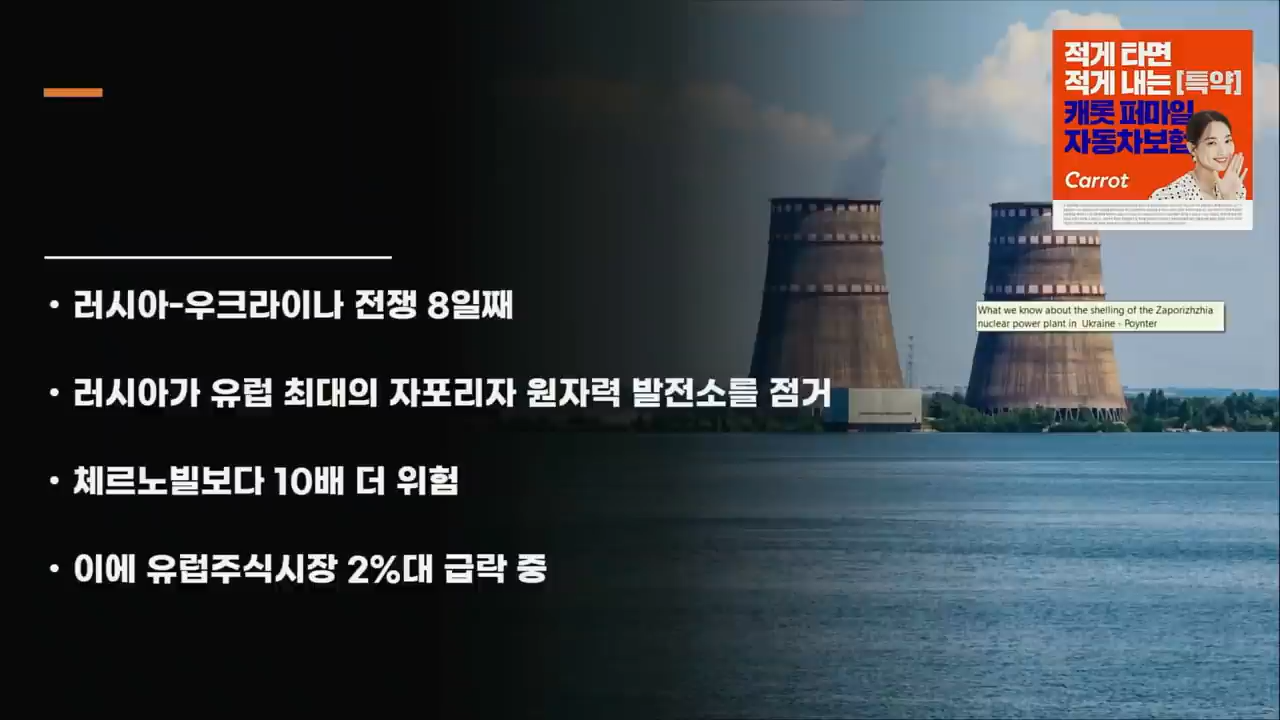 적게 타면
적게 내는 [특약]
캐롯 퍼마일
자동차보험
Carrot
What we know about the shelling of the Zaporizhzhia
nuclear power plant in Ukraine - Poynter
• 러시아-우크라이나 전쟁 8일째
• 러시아가 유럽 최대의 자포리자 원자력 발전소를 점거
• 체르노빌보다 10배 더 위험
• 이에 유럽주식시장 2%대 급락 중